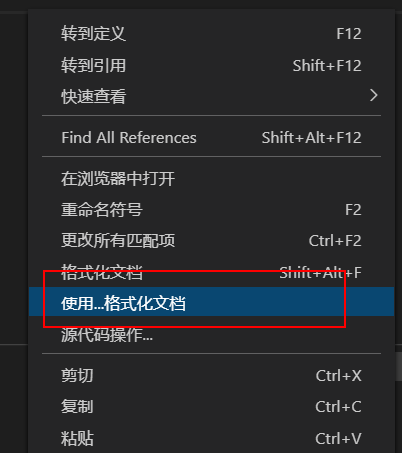 转到定义 F12
转到引用 Shift+F12
快速查看
Find All References Shift+Alt+F12
在浏览器中打开
重命名符号 F2
更改所有匹配项 Ctrl+F2
格式化文档 Shift+Alt+F
使用...格式化文档
源代码操作...
剪切 Ctrl+X
复制 Ctrl+C
粘贴 Ctrl+V